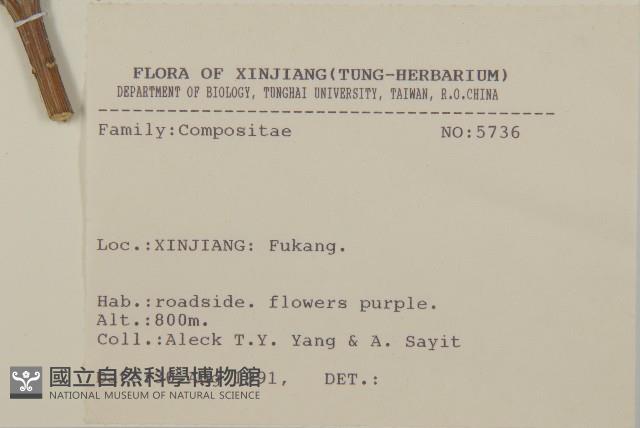 FLORA OF XINJIANG(TUNG-HERBARIUM)
DEPARTMENT OF BIOLOGY, TUNGHAI UNIVERSITY, TAIWAN, R.O.CHINA
Family:Compositae NO:5736
Loc.:XINJIANG: Fukang.
Hab.:roadside. flowers purple.
Alt.:800m.
Coll.:Aleck T.Y. Yang & A. Sayit
DET.:
國立自然科學博物館
NATIONAL MUSEUM OF NATURAL SCIENCE